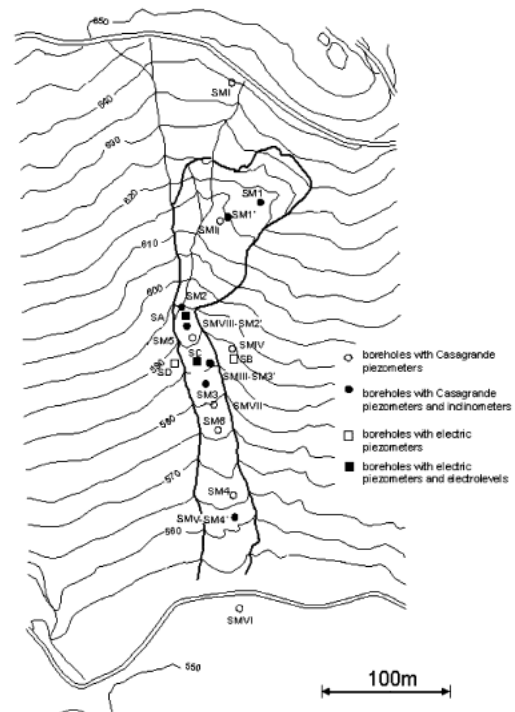 650
SMI
640
630
SM1
620
SM1'
SMII
610
600
SM2
SA
SMVIII-SM2'
SM5
SMIV
SC
SB
590
SD
SMIII-SM3'
SM3
SMVII
580
SM6
570
SM4
SMV-SM4'
560
SMVI
550
boreholes with Casagrande
piezometers
boreholes with Casagrande
piezometers and inclinometers
boreholes with electric
piezometers
boreholes with electric
piezometers and electrolevels
100m